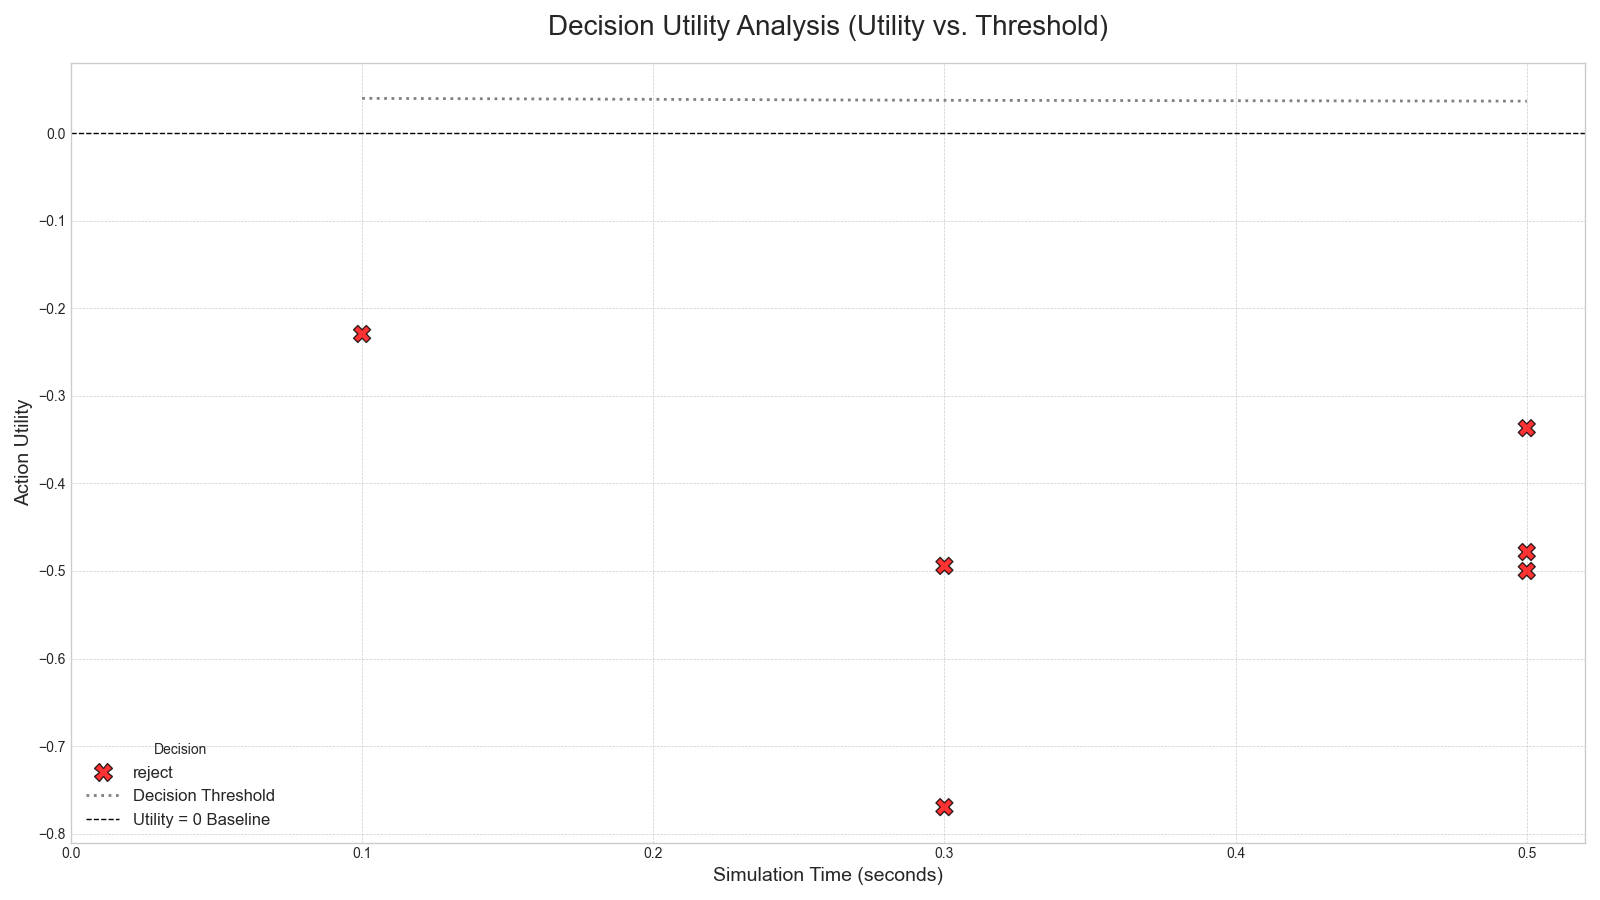 Decision Utility Analysis (Utility vs. Threshold)
Action Utility
0.0
−0.1
−0.2
−0.3
−0.4
−0.5
−0.6
−0.7
−0.8
Decision
reject
Decision Threshold
Utility = 0 Baseline
0.0 0.1 0.2 0.3 0.4 0.5
Simulation Time (seconds)